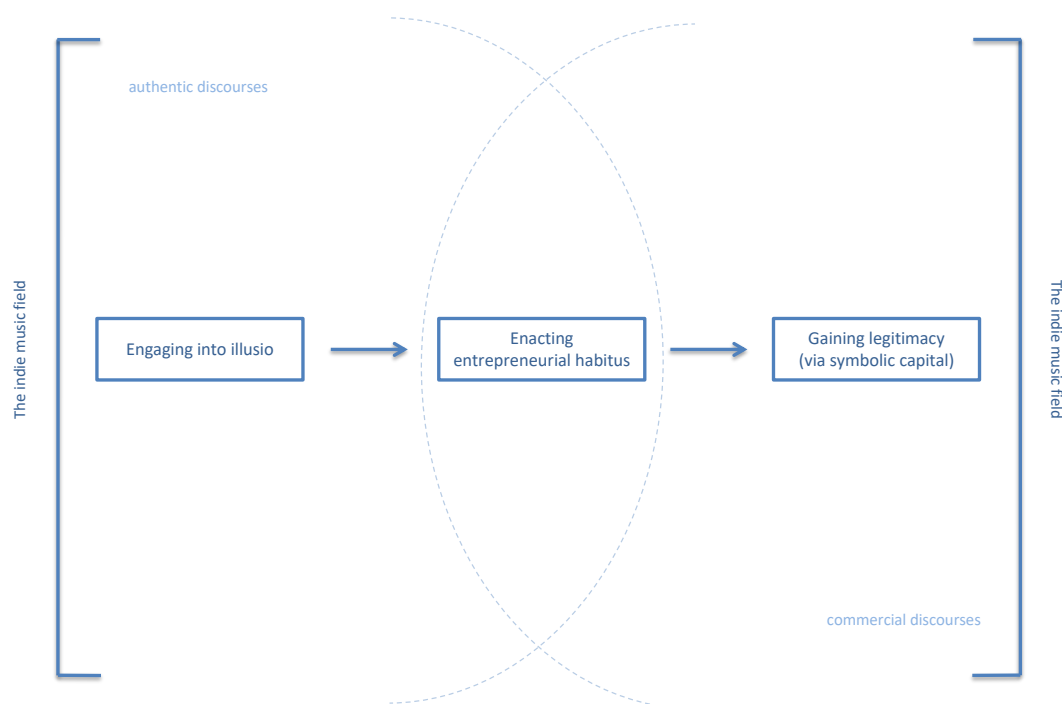 authentic discourses
The indie music field
Engaging into illusio
Enacting
entrepreneurial habitus
Gaining legitimacy
(via symbolic capital)
The indie music field
commercial discourses